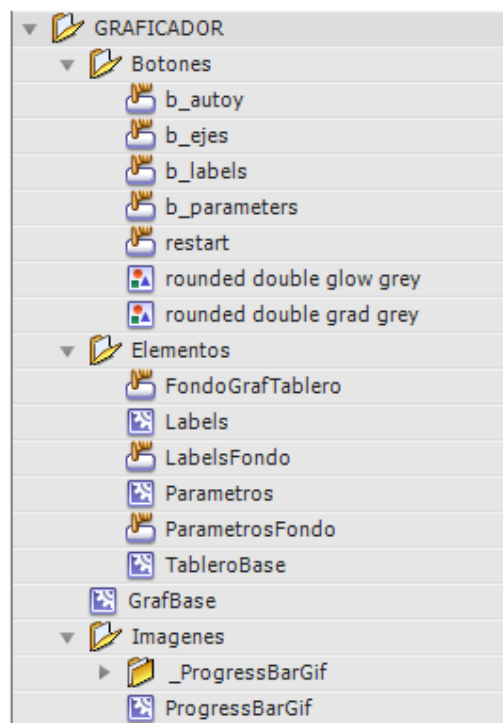 GRAFICADOR
Botones
b_autoy
b_ejes
b_labels
b_parameters
restart
rounded double glow grey
rounded double grad grey
Elementos
FondoGrafTablero
Labels
LabelsFondo
Parametros
ParametrosFondo
TableroBase
GrafBase
Imagenes
_ProgressBarGif
ProgressBarGif